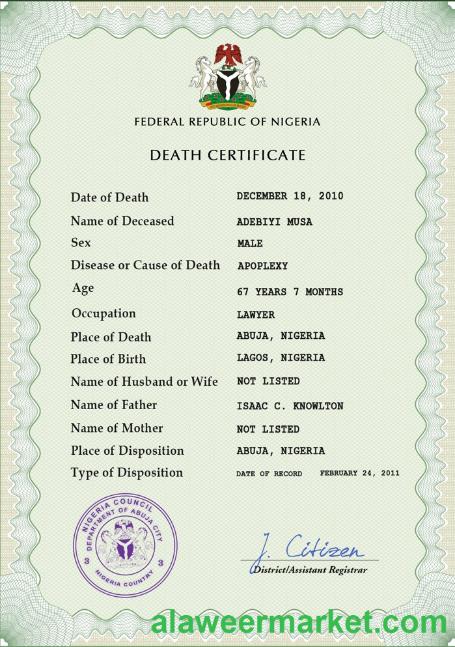 FEDERAL REPUBLIC OF NIGERIA
DEATH CERTIFICATE
Date of Death DECEMBER 18, 2010
Name of Deceased ADEBIYI MUSA
Sex MALE
Disease or Cause of Death APOPLEXY
Age 67 YEARS 7 MONTHS
Occupation LAWYER
Place of Death ABUJA, NIGERIA
Place of Birth LAGOS, NIGERIA
Name of Husband or Wife NOT LISTED
Name of Father ISAAC C. KNOWLTON
Name of Mother NOT LISTED
Place of Disposition ABUJA, NIGERIA
Type of Disposition DATE OF RECORD FEBRUARY 24, 2011
NIGERIA COUNCIL
DEPARTMENT OF ABUJA CITY
3 3
NIGERIA COUNTRY
J. Citizen
District/Assistant Registrar
alaweermarket.com